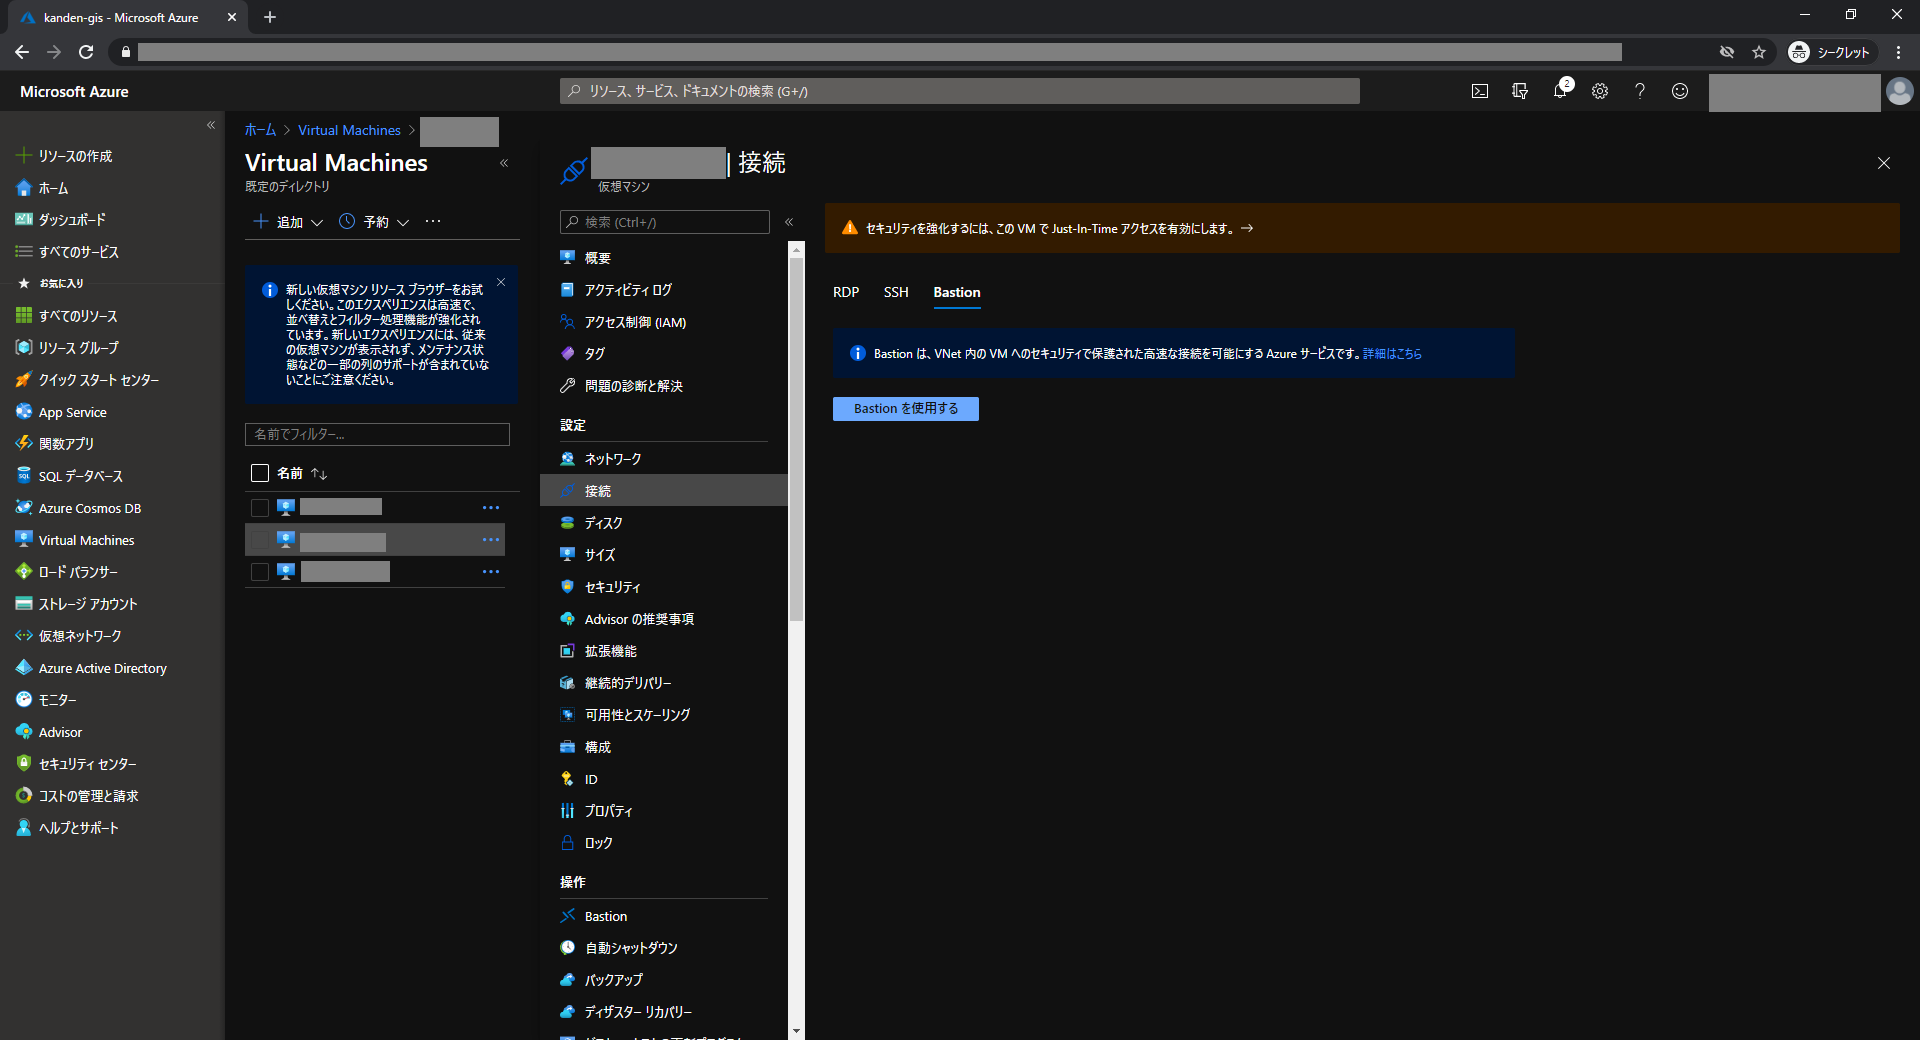 kanden-gis - Microsoft Azure
シークレット
Microsoft Azure
リソース、サービス、ドキュメントの検索 (G+/)
2
リソースの作成
ホーム
ダッシュボード
すべてのサービス
お気に入り
すべてのリソース
リソース グループ
クイック スタート センター
App Service
関数アプリ
SQL データベース
Azure Cosmos DB
Virtual Machines
ロード バランサー
ストレージ アカウント
仮想ネットワーク
Azure Active Directory
モニター
Advisor
セキュリティ センター
コストの管理と請求
ヘルプとサポート
ホーム > Virtual Machines >
Virtual Machines
既定のディレクトリ
追加
予約
新しい仮想マシン リソース ブラウザーをお試
しください。このエクスペリエンスは高速で、
並べ替えとフィルター処理機能が強化され
ています。新しいエクスペリエンスには、従来
の仮想マシンが表示されず、メンテナンス状
態などの一部の列のサポートが含まれていな
いことにご注意ください。
名前でフィルター...
名前 ↑↓
| 接続
仮想マシン
検索 (Ctrl+/)
概要
アクティビティ ログ
アクセス制御 (IAM)
タグ
問題の診断と解決
設定
ネットワーク
接続
ディスク
サイズ
セキュリティ
Advisor の推奨事項
拡張機能
継続的デリバリー
可用性とスケーリング
構成
ID
プロパティ
ロック
操作
Bastion
自動シャットダウン
バックアップ
ディザスター リカバリー
セキュリティを強化するには、この VM で Just-In-Time アクセスを有効にします。 →
RDP SSH Bastion
Bastion は、VNet 内の VM へのセキュリティで保護された高速な接続を可能にする Azure サービスです。詳細はこちら
Bastion を使用する